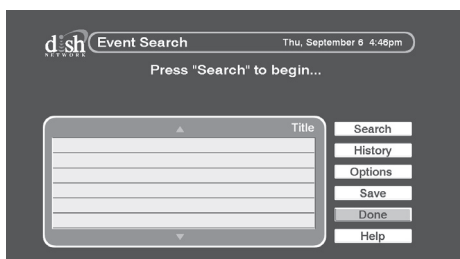 dish
NETWORK
Event Search
Thu, September 6 4:46pm
Press "Search" to begin...
Title
Search
History
Options
Save
Done
Help